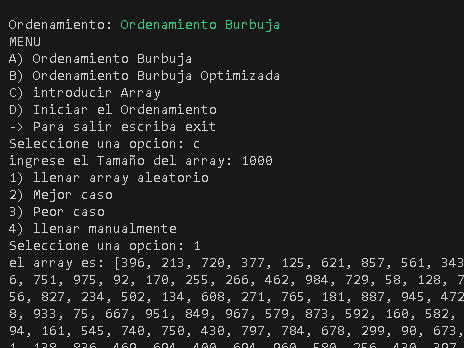 Ordenamiento: Ordenamiento Burbuja
MENU
A) Ordenamiento Burbuja
B) Ordenamiento Burbuja Optimizada
C) introducir Array
D) Iniciar el Ordenamiento
-> Para salir escriba exit
Seleccione una opcion: c
ingrese el Tamaño del array: 1000
1) llenar array aleatorio
2) Mejor caso
3) Peor caso
4) llenar manualmente
Seleccione una opcion: 1
el array es: [396, 213, 720, 377, 125, 621, 857, 561, 343
6, 751, 975, 92, 170, 255, 266, 462, 984, 729, 58, 128, 7
56, 827, 234, 502, 134, 608, 271, 765, 181, 887, 945, 472
8, 933, 75, 667, 951, 849, 967, 579, 873, 592, 160, 582,
94, 161, 545, 740, 750, 430, 797, 784, 678, 299, 90, 673,